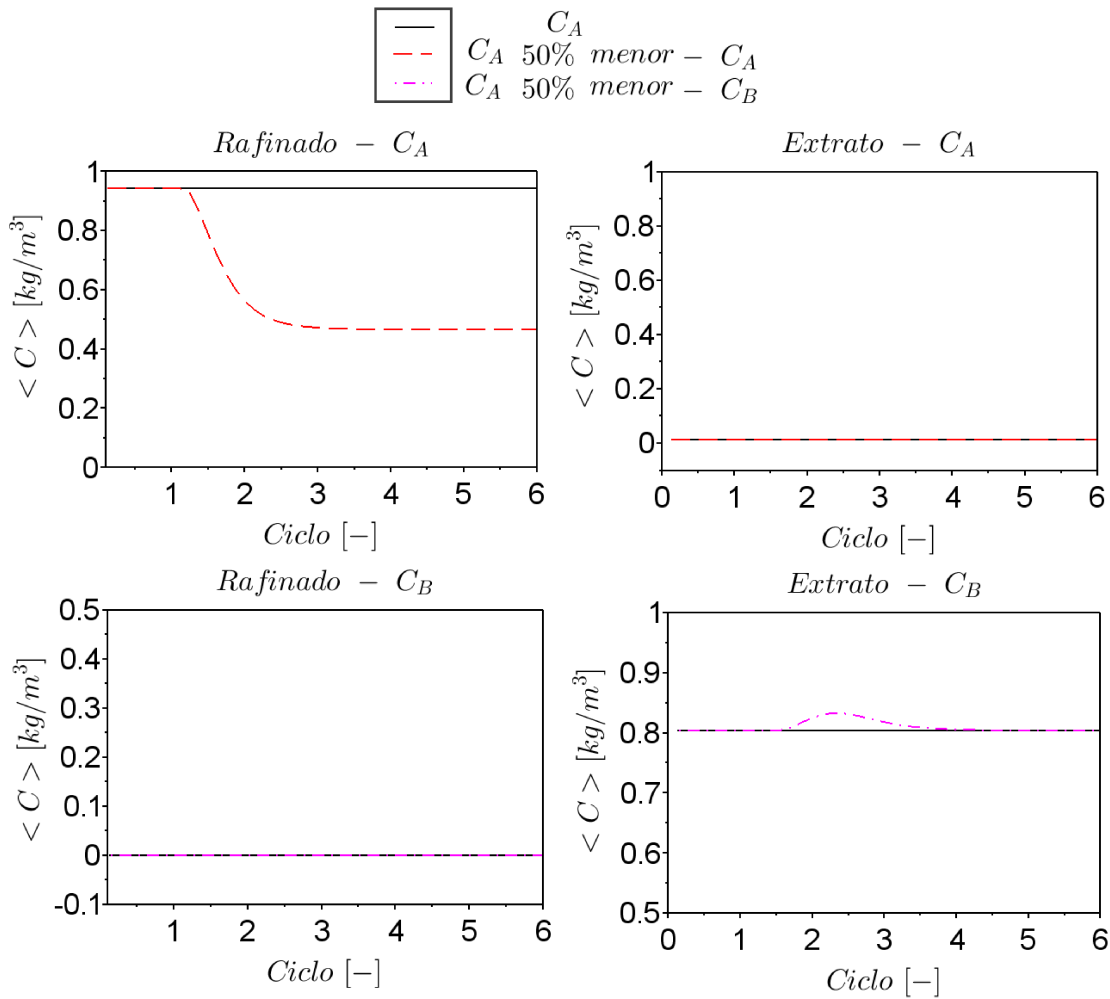 C_A
C_A 50% menor − C_A
C_A 50% menor − C_B
Rafinado − C_A
1
0.8
0.6
0.4
0.2
0
< C > [kg/m³]
1 2 3 4 5 6
Ciclo [−]
Extrato − C_A
1
0.8
0.6
0.4
0.2
0
< C > [kg/m³]
0 1 2 3 4 5 6
Ciclo [−]
Rafinado − C_B
0.5
0.4
0.3
0.2
0.1
0
-0.1
< C > [kg/m³]
1 2 3 4 5 6
Ciclo [−]
Extrato − C_B
1
0.9
0.8
0.7
0.6
0.5
< C > [kg/m³]
0 1 2 3 4 5 6
Ciclo [−]